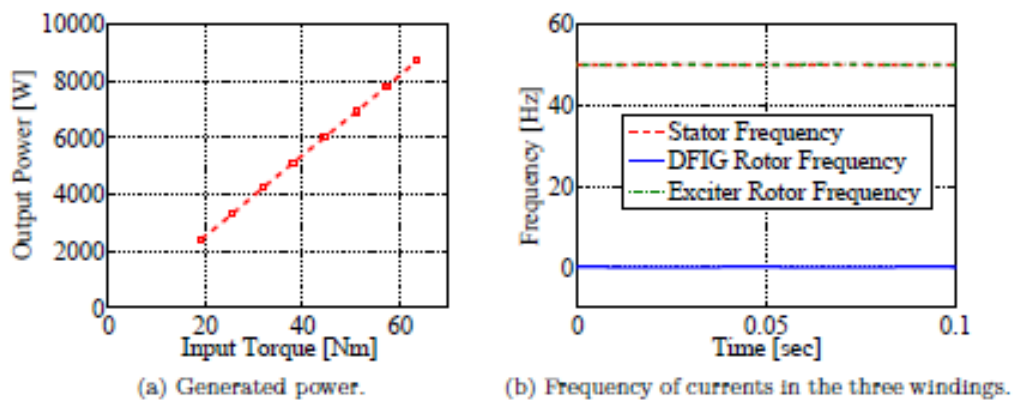 10000
8000
6000
4000
2000
0
Output Power [W]
0 20 40 60
Input Torque [Nm]
(a) Generated power.
60
40
20
0
Frequency [Hz]
Stator Frequency
DFIG Rotor Frequency
Exciter Rotor Frequency
0 0.05 0.1
Time [sec]
(b) Frequency of currents in the three windings.